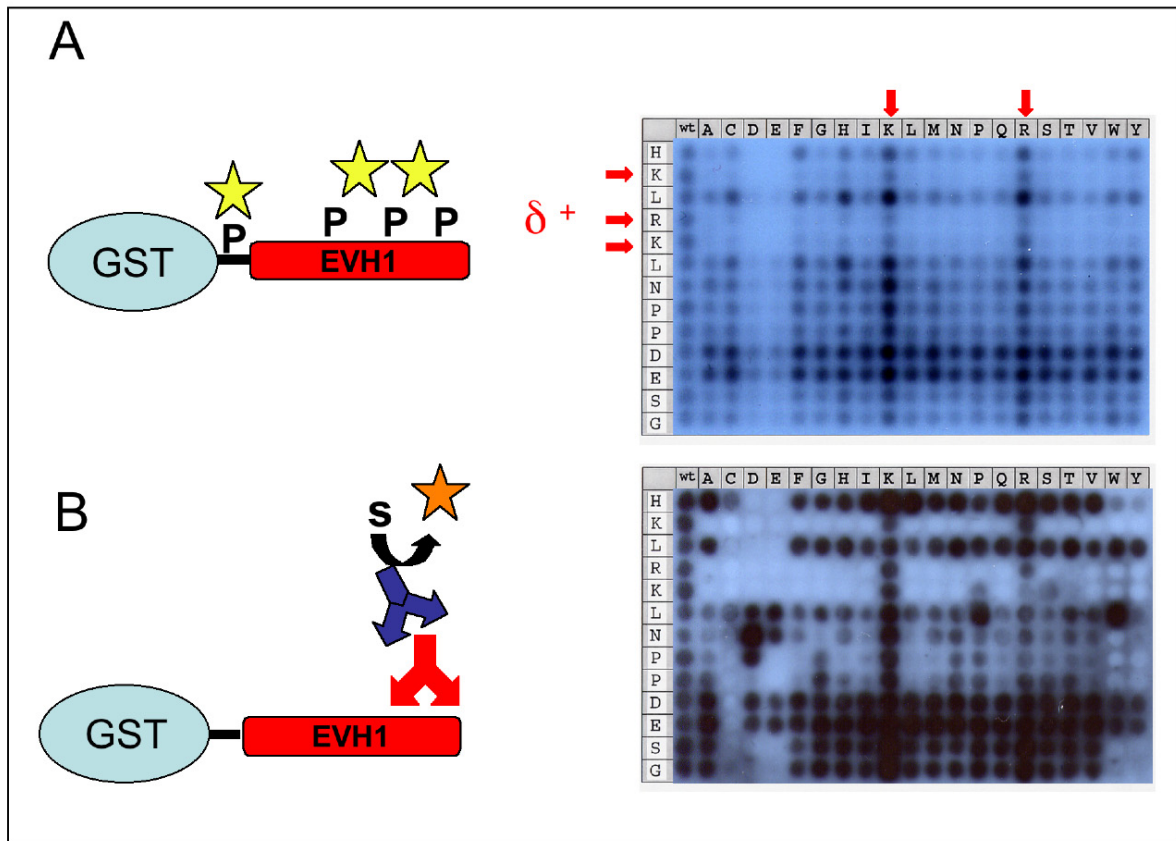 A
P
P P P
GST
EVH1
δ +
wt A C D E F G H I K L M N P Q R S T V W Y
H
K
L
R
K
L
N
P
P
D
E
S
G
B
s
GST
EVH1
wt A C D E F G H I K L M N P Q R S T V W Y
H
K
L
R
K
L
N
P
P
D
E
S
G